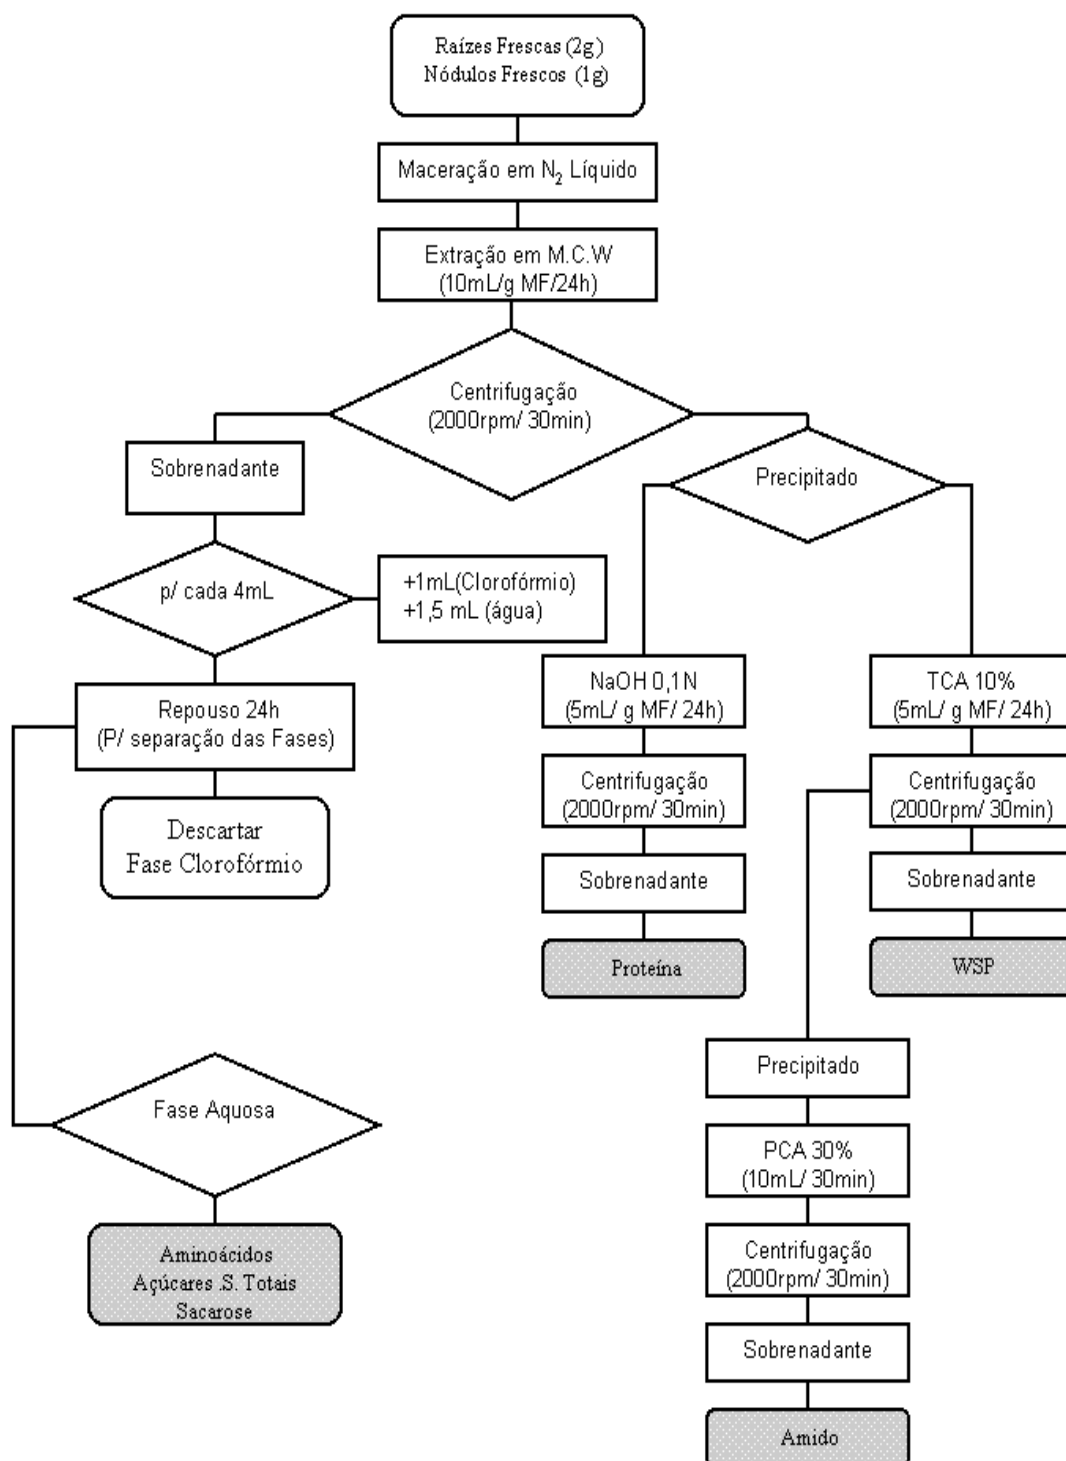 Raízes Frescas (2g)
Nódulos Frescos (1g)
Maceração em N₂ Líquido
Extração em M.C.W
(10mL/g MF/24h)
Centrifugação
(2000rpm/ 30min)
Sobrenadante
Precipitado
p/ cada 4mL
+1mL(Clorofórmio)
+1,5 mL (água)
Repouso 24h
(P/ separação das Fases)
Descartar
Fase Clorofórmio
NaOH 0,1N
(5mL/ g MF/ 24h)
Centrifugação
(2000rpm/ 30min)
Sobrenadante
Proteína
TCA 10%
(5mL/ g MF/ 24h)
Centrifugação
(2000rpm/ 30min)
Sobrenadante
WSP
Precipitado
PCA 30%
(10mL/ 30min)
Centrifugação
(2000rpm/ 30min)
Sobrenadante
Amido
Fase Aquosa
Aminoácidos
Açúcares .S. Totais
Sacarose